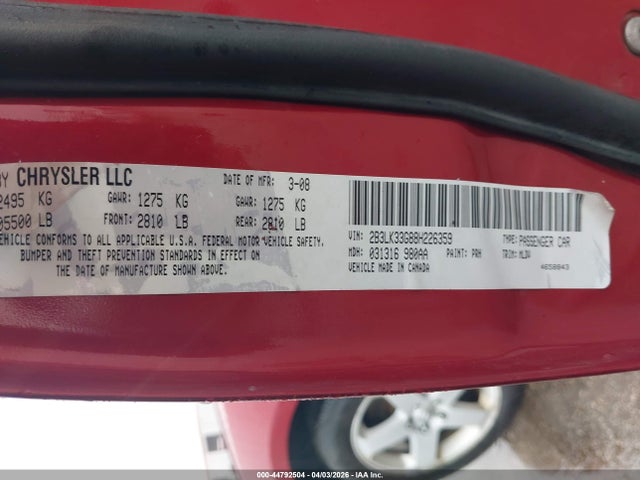 BY CHRYSLER LLC DATE OF MFR: 3-08
2495 KG GAWR: 1275 KG GAWR: 1275 KG
05500 LB FRONT: 2810 LB REAR: 2810 LB
VEHICLE CONFORMS TO ALL APPLICABLE U.S.A. FEDERAL MOTOR VEHICLE SAFETY,
BUMPER AND THEFT PREVENTION STANDARDS IN EFFECT ON
THE DATE OF MANUFACTURE SHOWN ABOVE.
VIN: 2B3LK33G88H226359 TYPE: PASSENGER CAR
MDH: 031316 980AA PAINT: PRH TRIM: MLDV
VEHICLE MADE IN CANADA 4658843
000-44792504 | 04/03/2026 | IAA Inc.